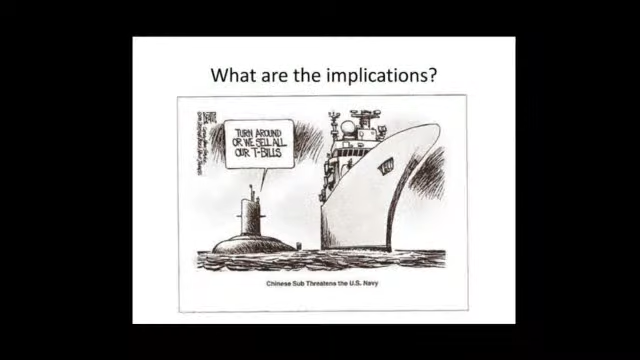 What are the implications?
TURN AROUND
OR WE SELL ALL
OUR T-BILLS
Chinese Sub Threatens the U.S. Navy